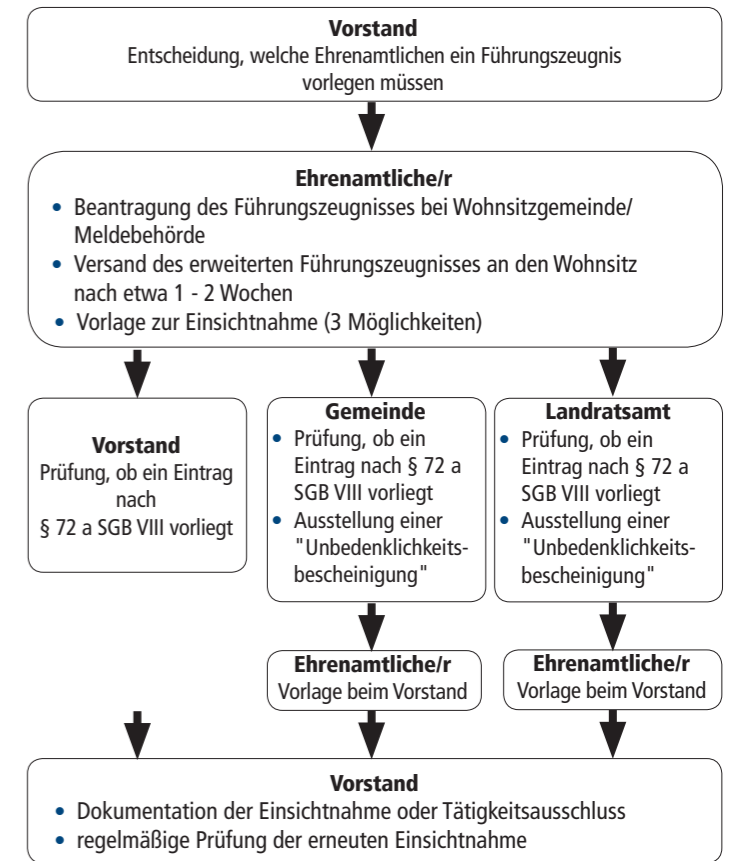 Vorstand
Entscheidung, welche Ehrenamtlichen ein Führungszeugnis
vorlegen müssen
Ehrenamtliche/r
• Beantragung des Führungszeugnisses bei Wohnsitzgemeinde/
Meldebehörde
• Versand des erweiterten Führungszeugnisses an den Wohnsitz
nach etwa 1 - 2 Wochen
• Vorlage zur Einsichtnahme (3 Möglichkeiten)
Vorstand
Prüfung, ob ein Eintrag
nach
§ 72 a SGB VIII vorliegt
Gemeinde
• Prüfung, ob ein
Eintrag nach § 72 a
SGB VIII vorliegt
• Ausstellung einer
"Unbedenklichkeits-
bescheinigung"
Landratsamt
• Prüfung, ob ein
Eintrag nach § 72 a
SGB VIII vorliegt
• Ausstellung einer
"Unbedenklichkeits-
bescheinigung"
Ehrenamtliche/r
Vorlage beim Vorstand
Ehrenamtliche/r
Vorlage beim Vorstand
Vorstand
• Dokumentation der Einsichtnahme oder Tätigkeitsausschluss
• regelmäßige Prüfung der erneuten Einsichtnahme